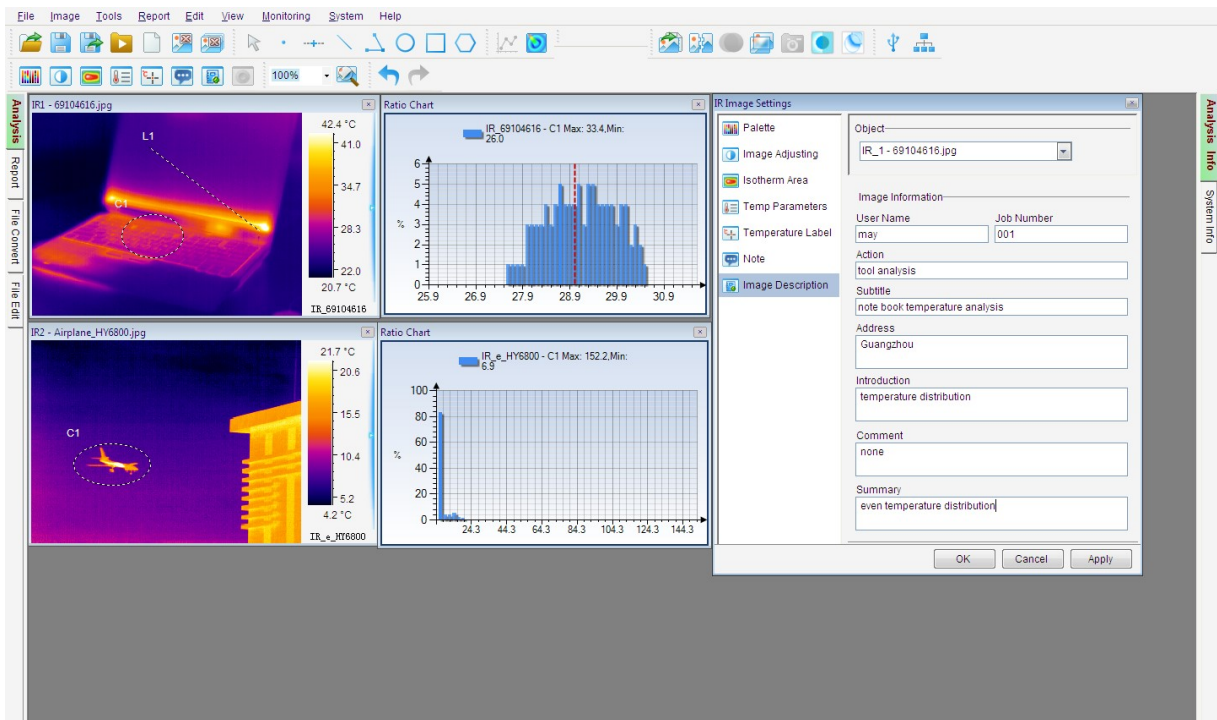 File Image Tools Report Edit View Monitoring System Help
100%
Analysis
Report
File Convert
File Edit
IR1 - 69104616.jpg
L1
C1
42.4 °C
41.0
34.7
28.3
22.0
20.7 °C
IR_69104616
Ratio Chart
IR_69104616 - C1 Max: 33.4,Min:
26.0
6
5
4
3
2
1
0
%
25.9 26.9 27.9 28.9 29.9 30.9
IR2 - Airplane_HY6800.jpg
C1
21.7 °C
20.6
15.5
10.4
5.2
4.2 °C
IR_e_HY6800
Ratio Chart
IR_e_HY6800 - C1 Max: 152.2,Min:
6.9
100
80
60
40
20
0
%
24.3 44.3 64.3 84.3 104.3 124.3 144.3
IR Image Settings
Palette
Image Adjusting
Isotherm Area
Temp Parameters
Temperature Label
Note
Image Description
Object
IR_1 - 69104616.jpg
Image Information
User Name Job Number
may 001
Action
tool analysis
Subtitle
note book temperature analysis
Address
Guangzhou
Introduction
temperature distribution
Comment
none
Summary
even temperature distribution
OK Cancel Apply
Analysis Info
System Info